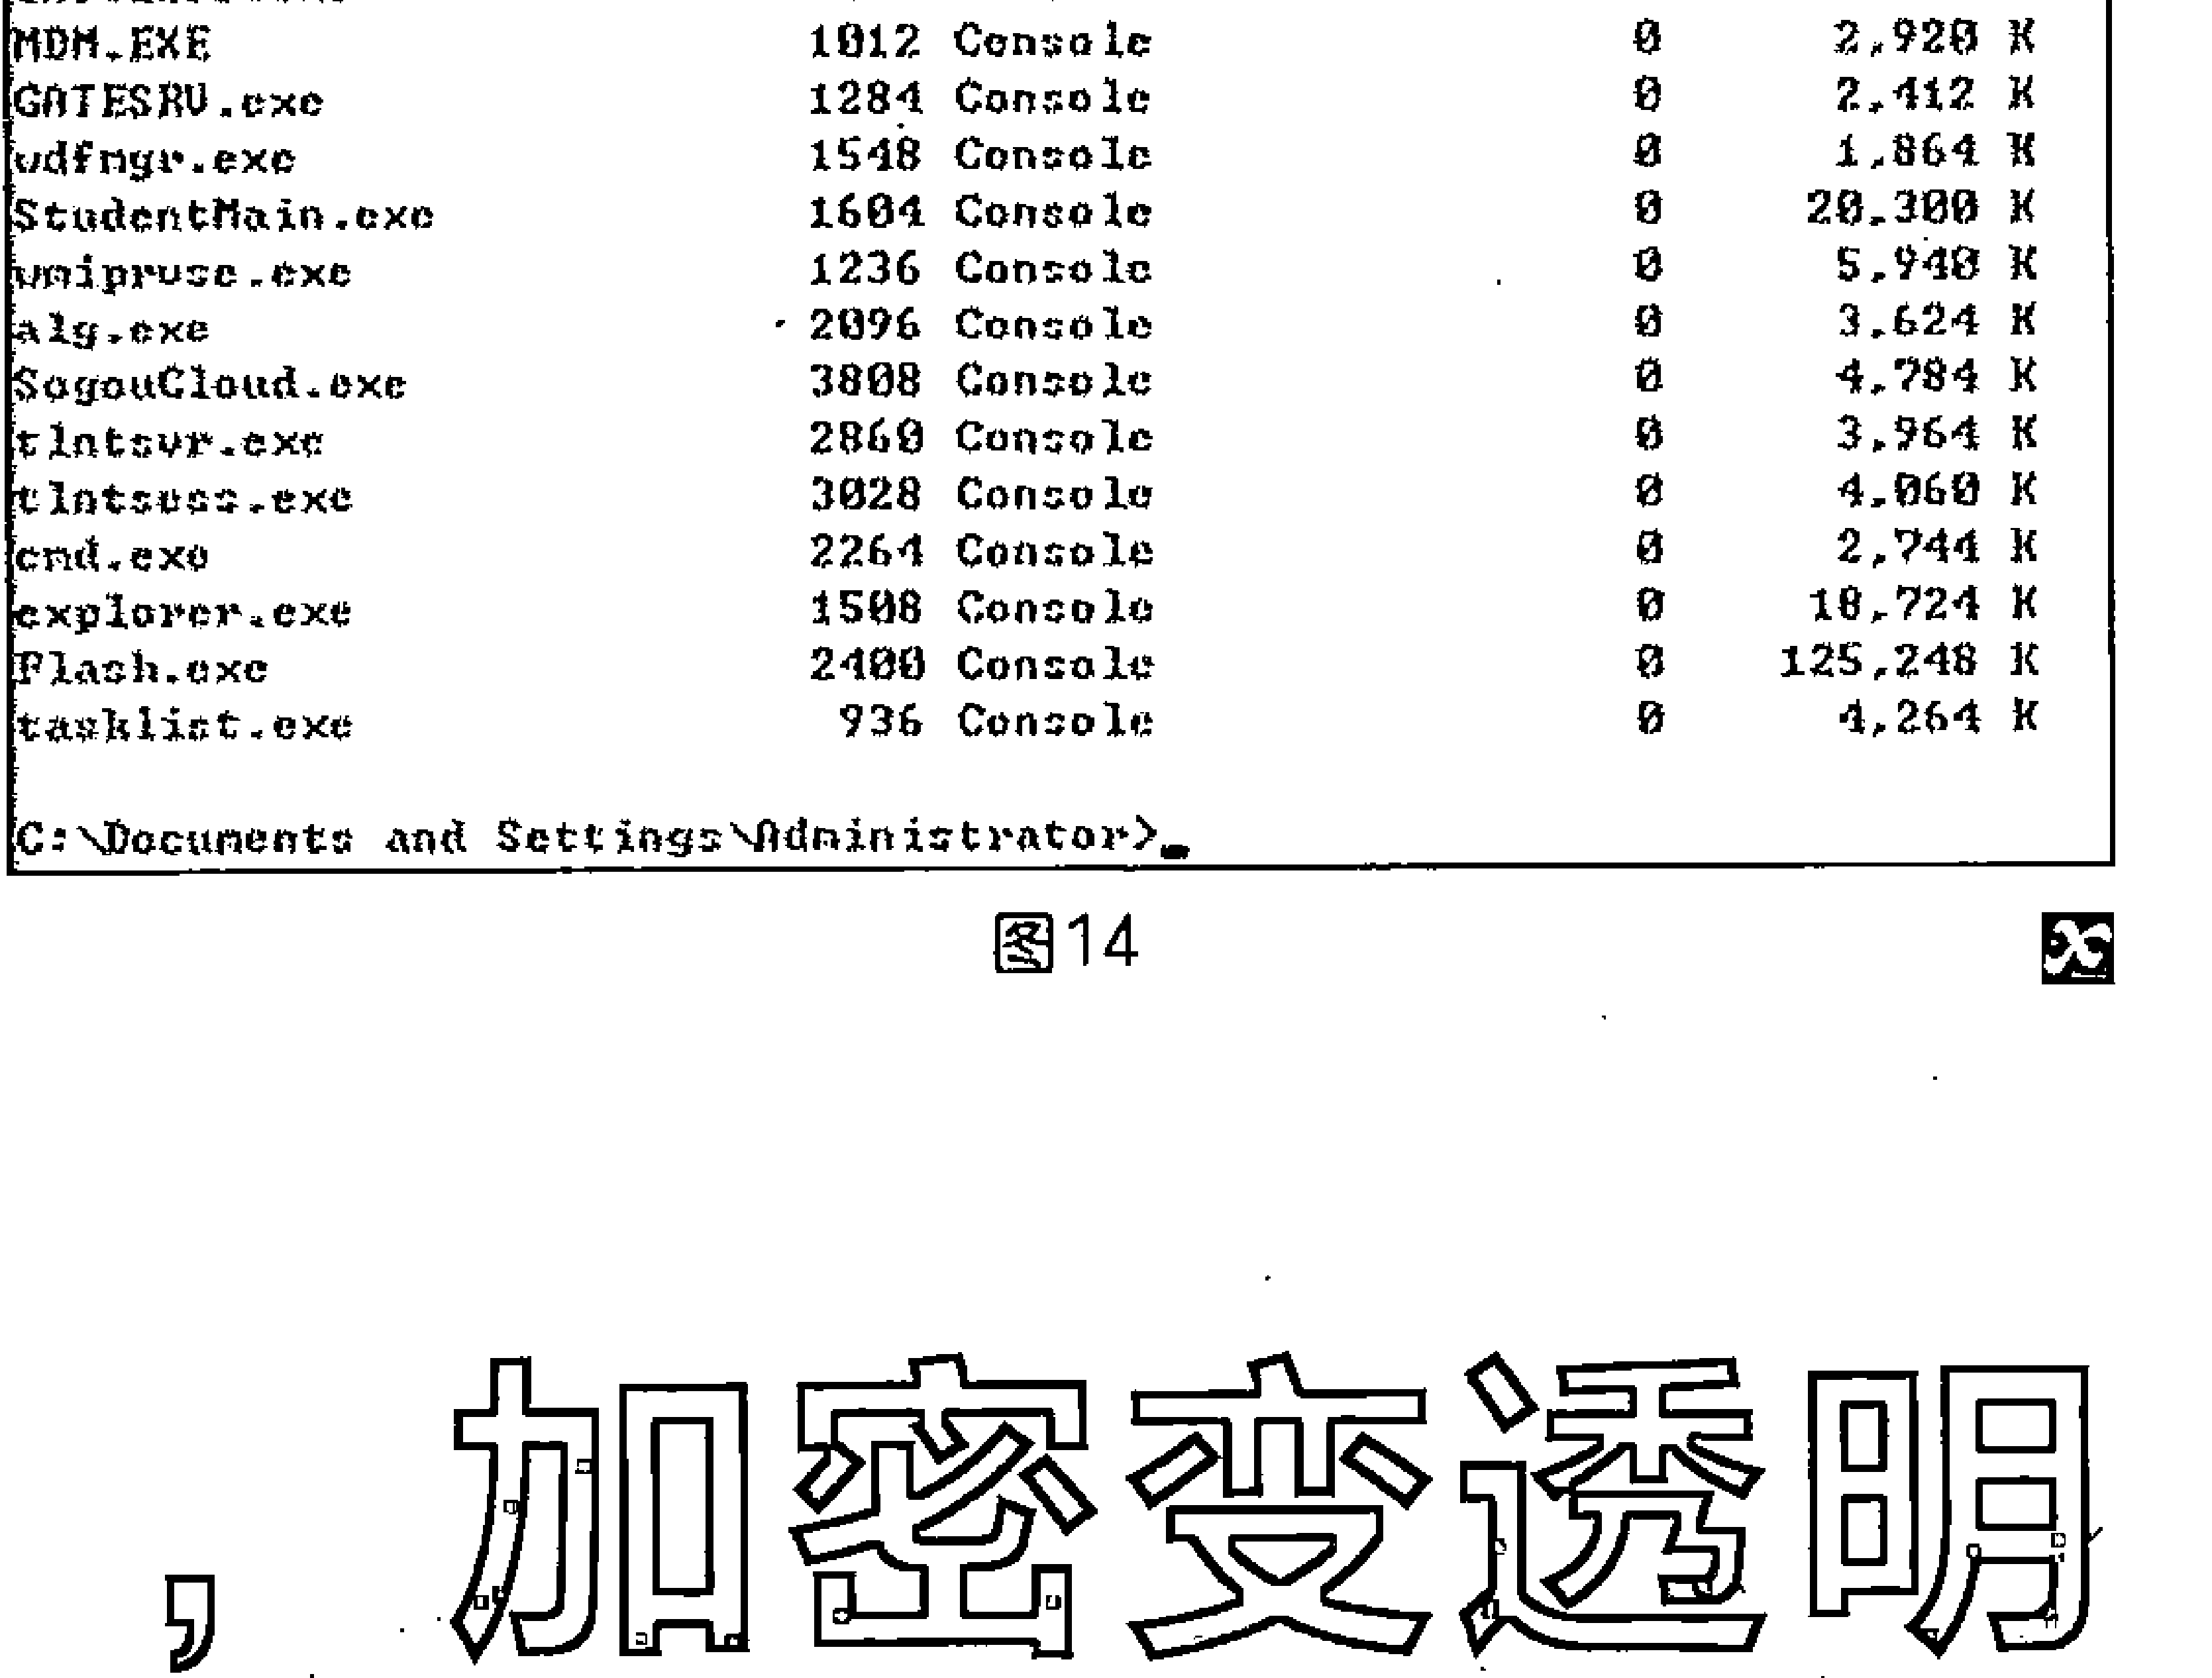 MDM.EXE 1012 Console 0 2,920 K
GATESRV.exe 1284 Console 0 2,412 K
wdfmgr.exe 1548 Console 0 1,864 K
StudentMain.exe 1604 Console 0 20,300 K
wmiprvse.exe 1236 Console 0 5,940 K
alg.exe 2096 Console 0 3,624 K
SogouCloud.exe 3808 Console 0 4,784 K
tlntsvr.exe 2860 Console 0 3,964 K
tlntsess.exe 3028 Console 0 4,060 K
cmd.exe 2264 Console 0 2,744 K
explorer.exe 1508 Console 0 18,724 K
Flash.exe 2400 Console 0 125,248 K
tasklist.exe 936 Console 0 4,264 K
C:\Documents and Settings\Administrator>_
图14
，加密变透明